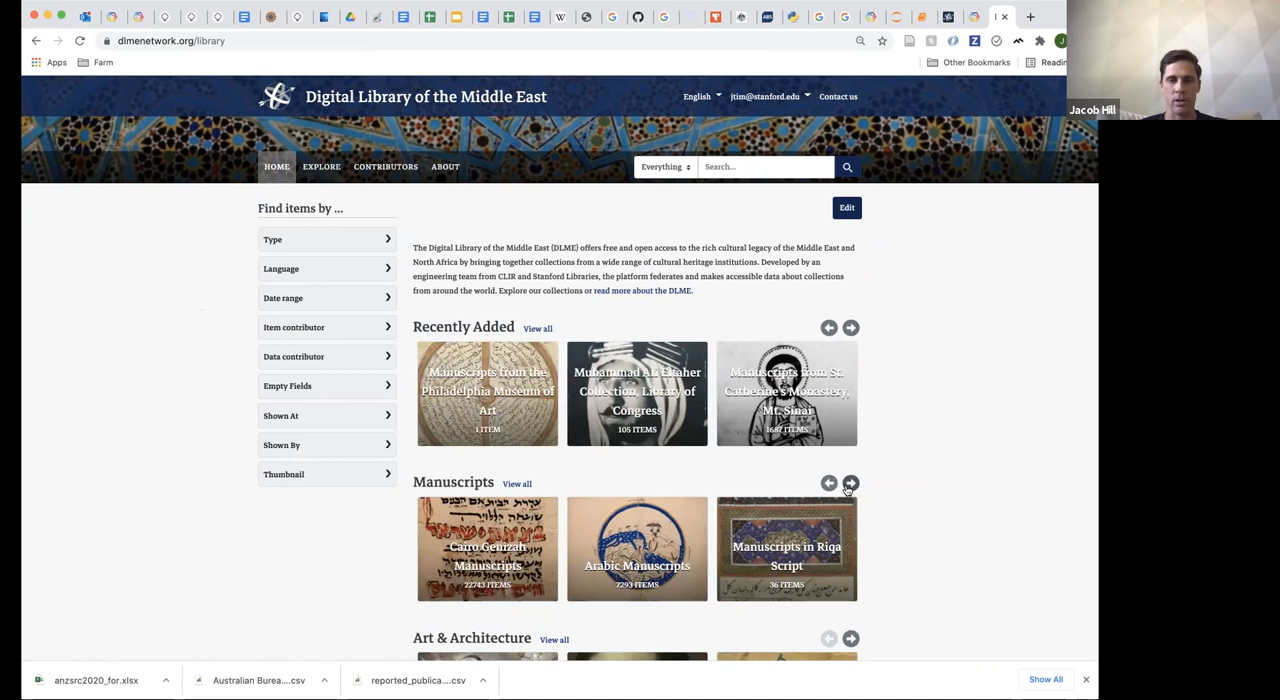 dlmenetwork.org/library
Apps
Farm
Other Bookmarks
Readin
Jacob Hill
Digital Library of the Middle East
English
jtim@stanford.edu
Contact us
HOME
EXPLORE
CONTRIBUTORS
ABOUT
Everything
Search...
Find items by ...
Edit
Type
Language
Date range
Item contributor
Data contributor
Empty Fields
Shown At
Shown By
Thumbnail
The Digital Library of the Middle East (DLME) offers free and open access to the rich cultural legacy of the Middle East and
North Africa by bringing together collections from a wide range of cultural heritage institutions. Developed by an
engineering team from CLIR and Stanford Libraries, the platform federates and makes accessible data about collections
from around the world. Explore our collections or read more about the DLME.
Recently Added View all
Manuscripts from the
Philadelphia Museum of
Art
1 ITEM
Muhammad Ali Eltaher
Collection, Library of
Congress
105 ITEMS
Manuscripts from St.
Catherine's Monastery,
Mt. Sinai
1687 ITEMS
Manuscripts View all
Cairo Genizah
Manuscripts
22743 ITEMS
Arabic Manuscripts
7293 ITEMS
Manuscripts in Riqa
Script
36 ITEMS
Art & Architecture View all
anzsrc2020_for.xlsx
Australian Burea....csv
reported_publica....csv
Show All